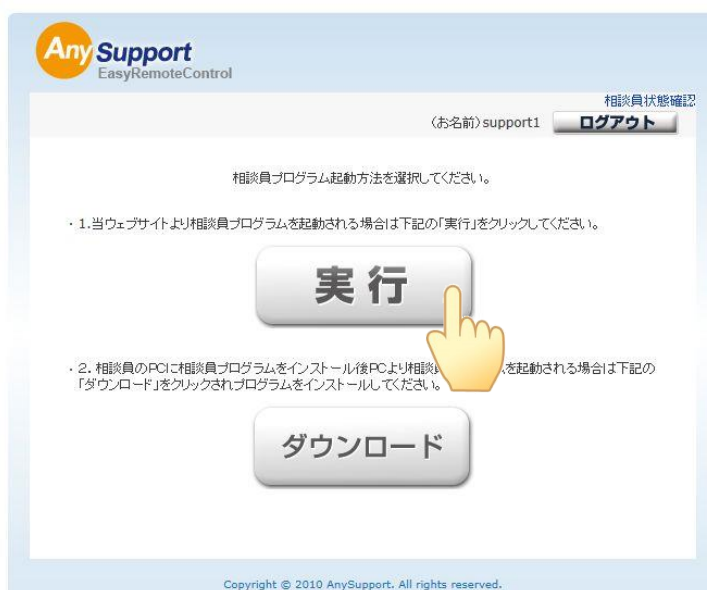 Any Support
EasyRemoteControl
相談員状態確認
(お名前)support1 ログアウト
相談員プログラム起動方法を選択してください。
・1.当ウェブサイトより相談員プログラムを起動される場合は下記の「実行」をクリックしてください。
実行
・2.相談員のPCに相談員プログラムをインストール後PCより相談 を起動される場合は下記の
「ダウンロード」をクリックされプログラムをインストールしてください。
ダウンロード
Copyright © 2010 AnySupport. All rights reserved.